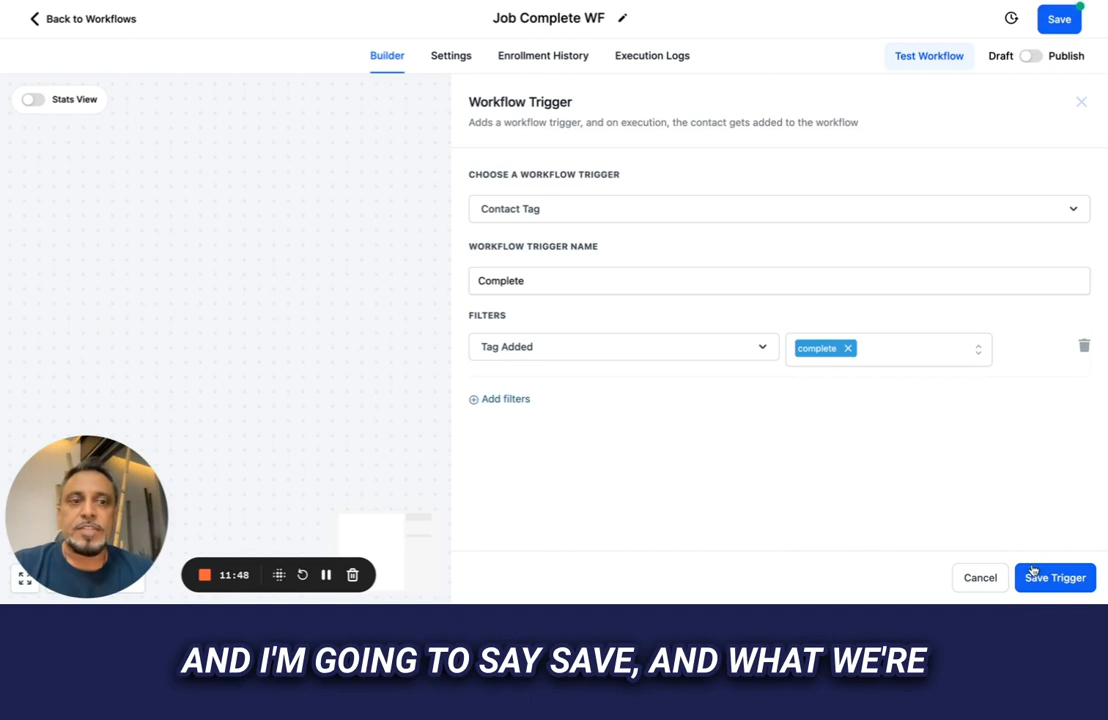 Back to Workflows
Job Complete WF
Save
Builder
Settings
Enrollment History
Execution Logs
Test Workflow
Draft
Publish
Stats View
Workflow Trigger
Adds a workflow trigger, and on execution, the contact gets added to the workflow
CHOOSE A WORKFLOW TRIGGER
Contact Tag
WORKFLOW TRIGGER NAME
Complete
FILTERS
Tag Added
complete
Add filters
11:48
Cancel
Save Trigger
AND I'M GOING TO SAY SAVE, AND WHAT WE'RE